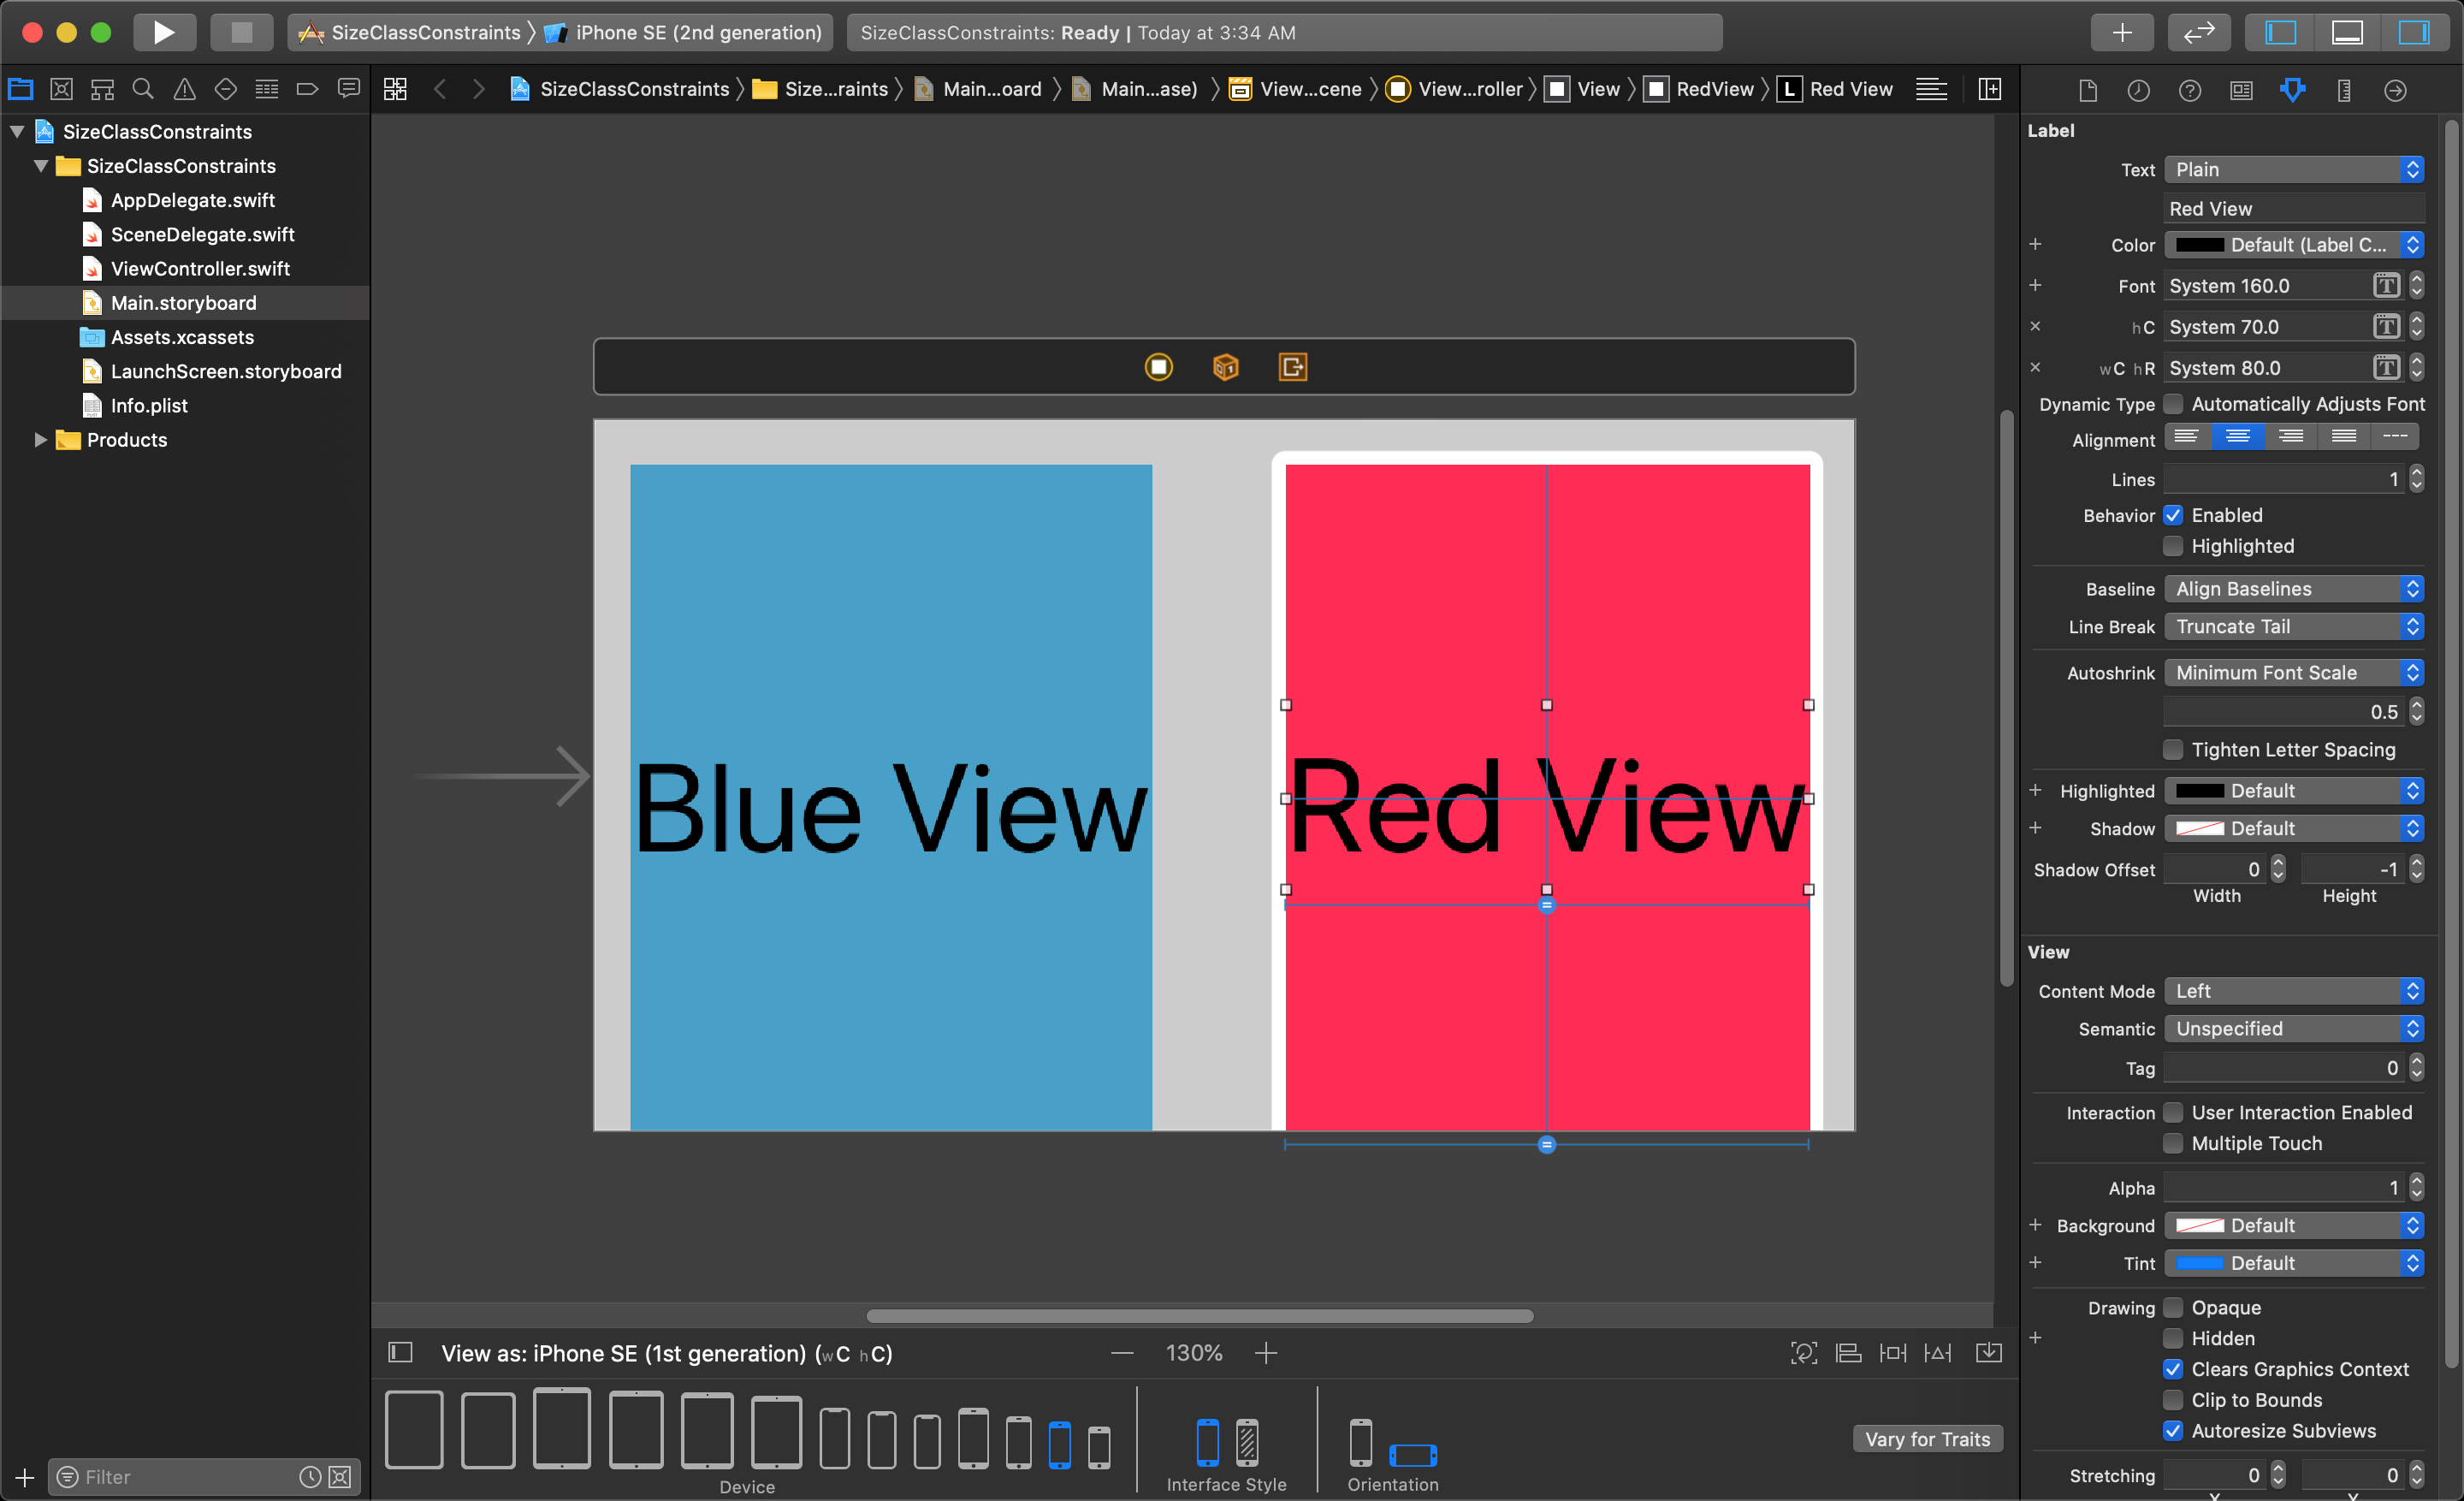 SizeClassConstraints
iPhone SE (2nd generation)
SizeClassConstraints: Ready | Today at 3:34 AM
SizeClassConstraints
Size...raints
Main...oard
Main...ase)
View...cene
View...roller
View
RedView
L
Red View
SizeClassConstraints
SizeClassConstraints
AppDelegate.swift
SceneDelegate.swift
ViewController.swift
Main.storyboard
Assets.xcassets
LaunchScreen.storyboard
Info.plist
Products
Filter
Blue View
Red View
View as: iPhone SE (1st generation) (wC hC)
130%
Device
Interface Style
Orientation
Vary for Traits
Label
Text Plain
Red View
Color Default (Label C...
Font System 160.0
hC System 70.0
wC hR System 80.0
Dynamic Type Automatically Adjusts Font
Alignment
Lines 1
Behavior Enabled
Highlighted
Baseline Align Baselines
Line Break Truncate Tail
Autoshrink Minimum Font Scale
0.5
Tighten Letter Spacing
Highlighted Default
Shadow Default
Shadow Offset 0 -1
Width Height
View
Content Mode Left
Semantic Unspecified
Tag 0
Interaction User Interaction Enabled
Multiple Touch
Alpha 1
Background Default
Tint Default
Drawing Opaque
Hidden
Clears Graphics Context
Clip to Bounds
Autoresize Subviews
Stretching 0 0